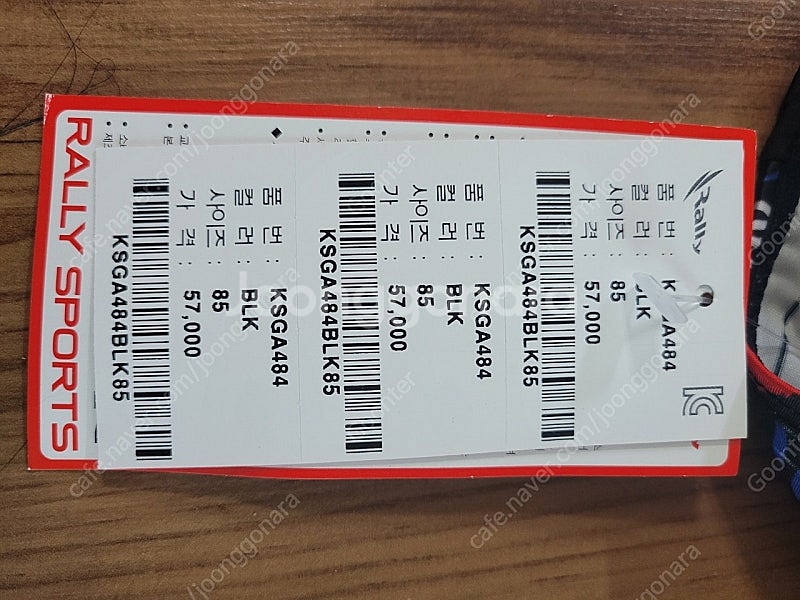 RALLY SPORTS
Rally
품 번 : KSGA484
컬 러 : BLK
사이즈 : 85
가 격 : 57,000
KSGA484BLK85
품 번 : KSGA484
컬 러 : BLK
사이즈 : 85
가 격 : 57,000
KSGA484BLK85
품 번 : KSGA484
컬 러 : BLK
사이즈 : 85
가 격 : 57,000
KSGA484BLK85
joonggonara
cafe.naver.com/joonggonara